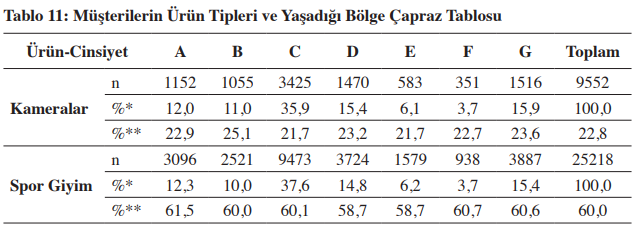 Tablo 11: Müşterilerin Ürün Tipleri ve Yaşadığı Bölge Çapraz Tablosu
Ürün-Cinsiyet A B C D E F G Toplam
n 1152 1055 3425 1470 583 351 1516 9552
Kameralar %* 12,0 11,0 35,9 15,4 6,1 3,7 15,9 100,0
%** 22,9 25,1 21,7 23,2 21,7 22,7 23,6 22,8
n 3096 2521 9473 3724 1579 938 3887 25218
Spor Giyim %* 12,3 10,0 37,6 14,8 6,2 3,7 15,4 100,0
%** 61,5 60,0 60,1 58,7 58,7 60,7 60,6 60,0